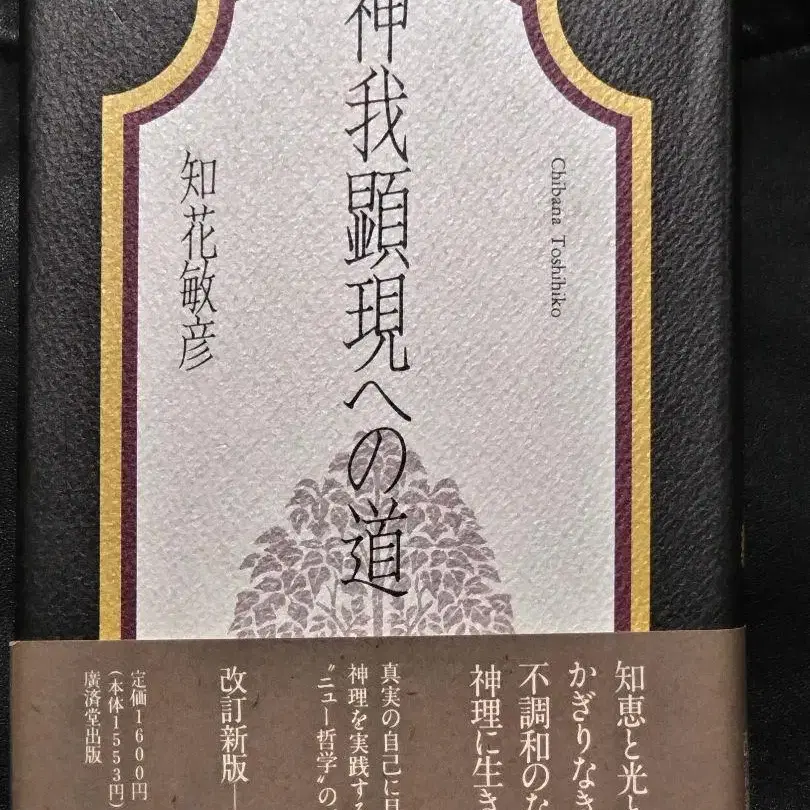 神我顕現への道
Chibana Toshihiko
知花敏彦
知恵と光と
かぎりなき
不調和のな
神理に生き
真実の自己に
神理を実践する
〝ニュー哲学〟の
改訂新版―
定価1600円
(本体1553円)
廣済堂出版